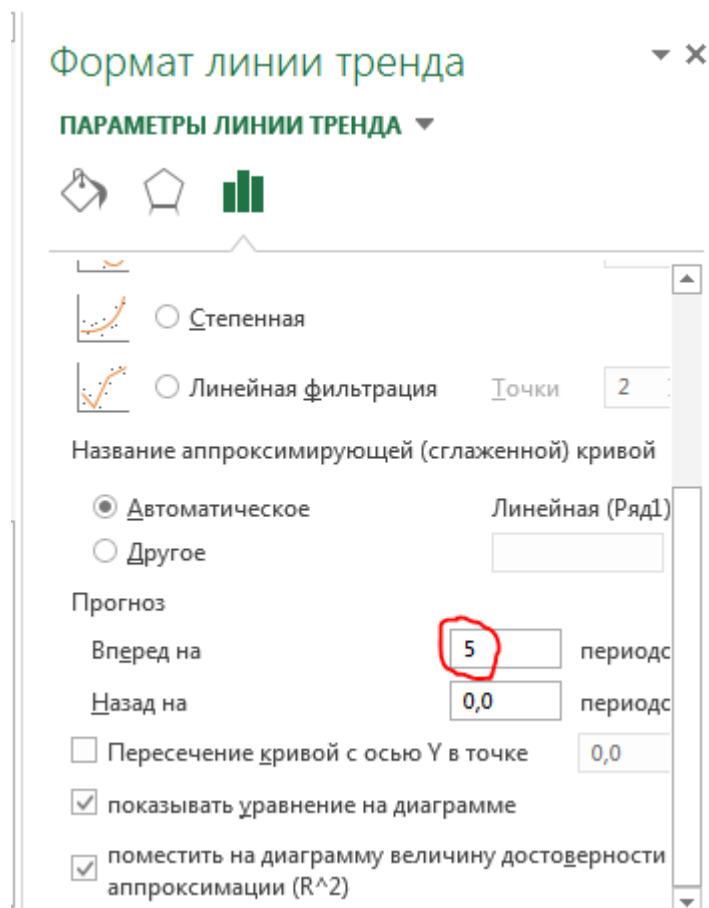 Формат линии тренда
ПАРАМЕТРЫ ЛИНИИ ТРЕНДА
Степенная
Линейная фильтрация Точки 2
Название аппроксимирующей (сглаженной) кривой
Автоматическое Линейная (Ряд1)
Другое
Прогноз
Вперед на 5 периодс
Назад на 0,0 периодс
Пересечение кривой с осью Y в точке 0,0
показывать уравнение на диаграмме
поместить на диаграмму величину достоверности
аппроксимации (R^2)